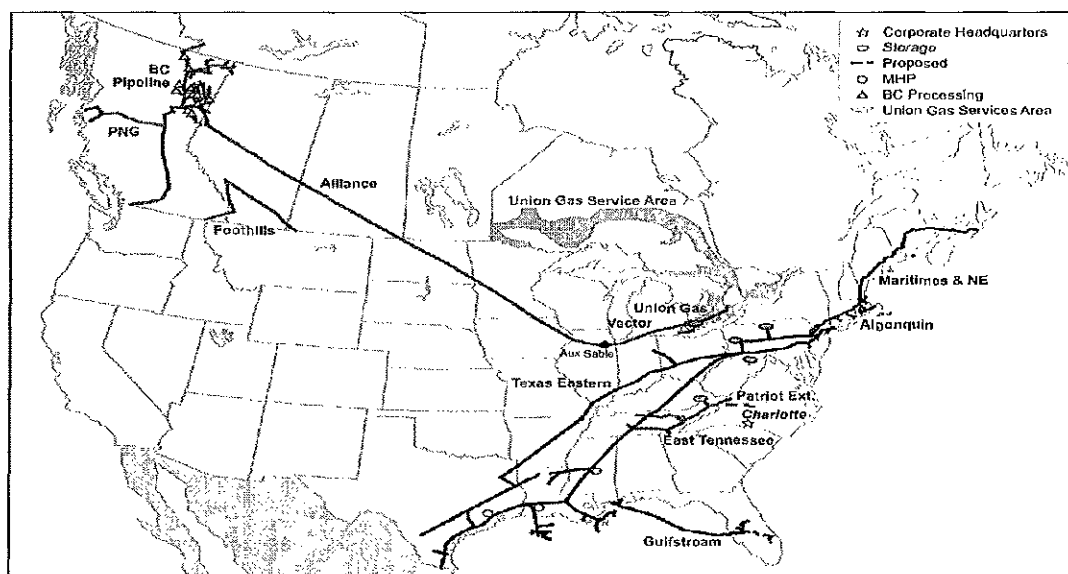 Corporate Headquarters
Storage
Proposed
MHP
BC Processing
Union Gas Services Area
BC
Pipeline
PNG
Alliance
Union Gas Service Area
Foothills
Maritimes & NE
Union Gas
Vector
Algonquin
Aux Sable
Texas Eastern
Patriot Ext.
Charlotte
East Tennessee
Gulfstream